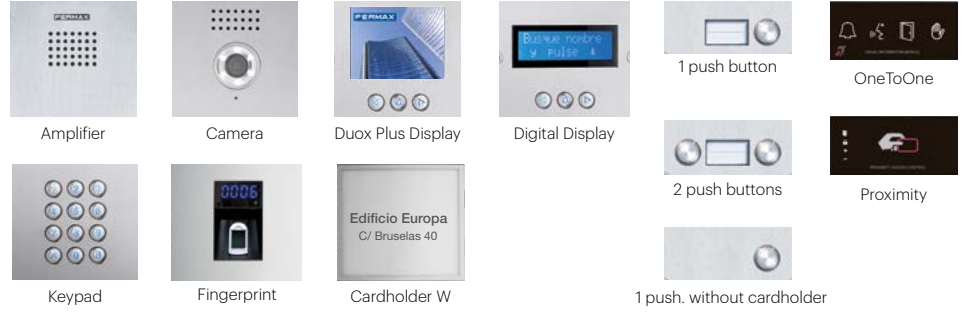 FERMAX
Amplifier
Camera
FERMAX
Duox Plus Display
Busque nombre
y pulse
Digital Display
1 push button
OneToOne
2 push buttons
Proximity
Keypad
0006
Fingerprint
Edificio Europa
C/ Bruselas 40
Cardholder W
1 push. without cardholder